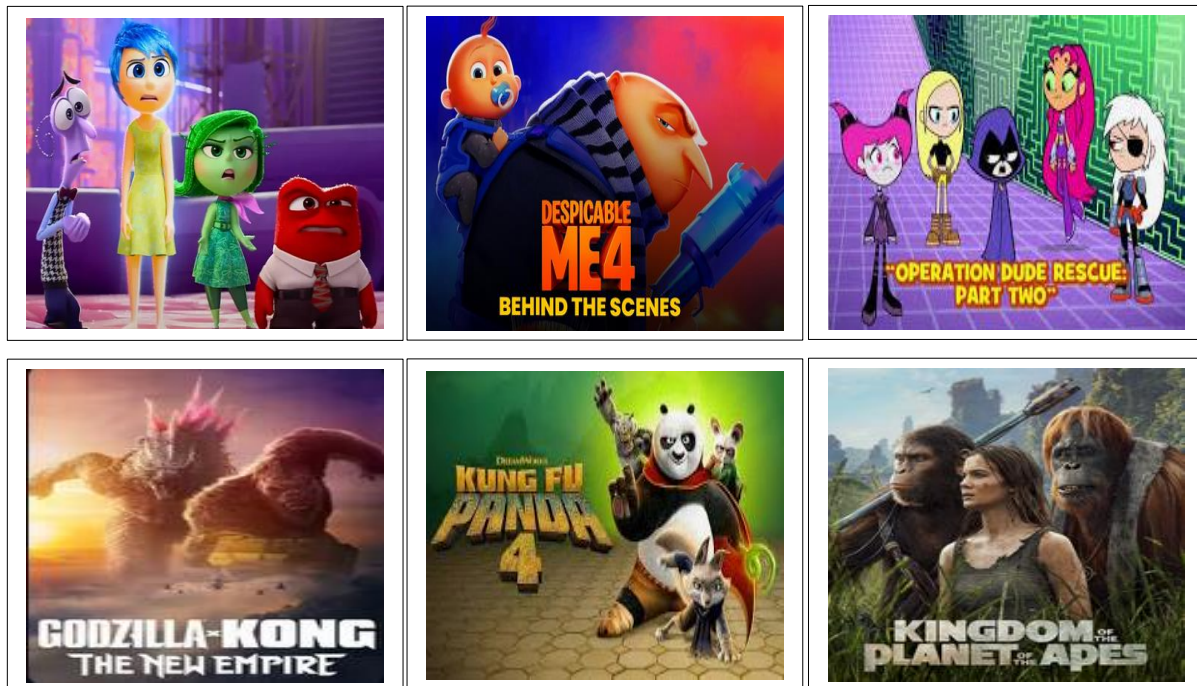 DESPICABLE
ME4
BEHIND THE SCENES
"OPERATION DUDE RESCUE:
PART TWO"
GODZILLA x KONG
THE NEW EMPIRE
DREAMWORKS
KUNG FU
PANDA
4
KINGDOM OF THE
PLANET OF THE APES